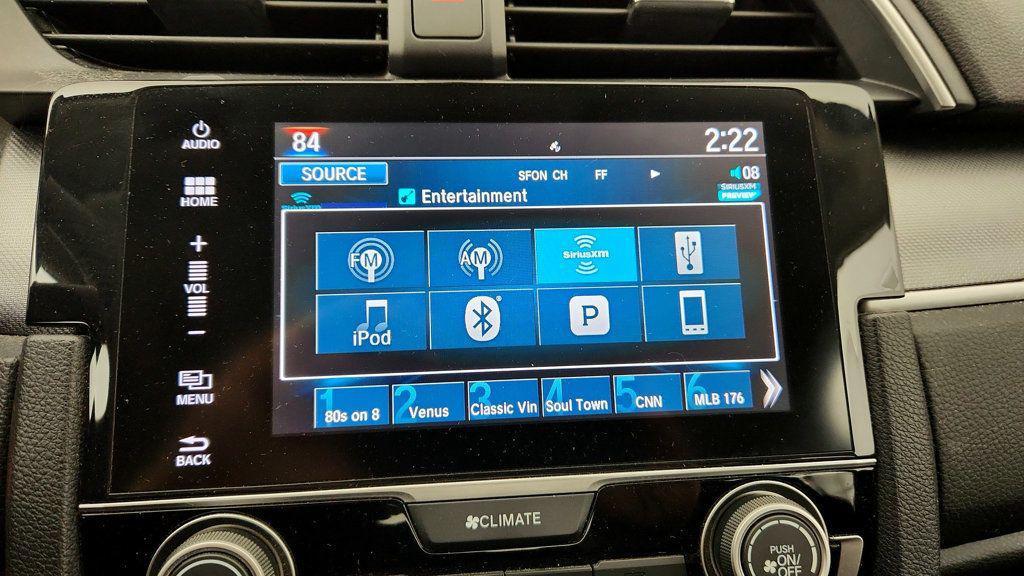 AUDIO
84
2:22
SOURCE
SFON CH FF
08
SIRIUSXM
PREVIEW
Entertainment
HOME
FM
AM
SiriusXM
+
VOL
-
iPod
P
MENU
1 80s on 8
2 Venus
3 Classic Vin
4 Soul Town
5 CNN
6 MLB 176
BACK
CLIMATE
PUSH
ON/
OFF